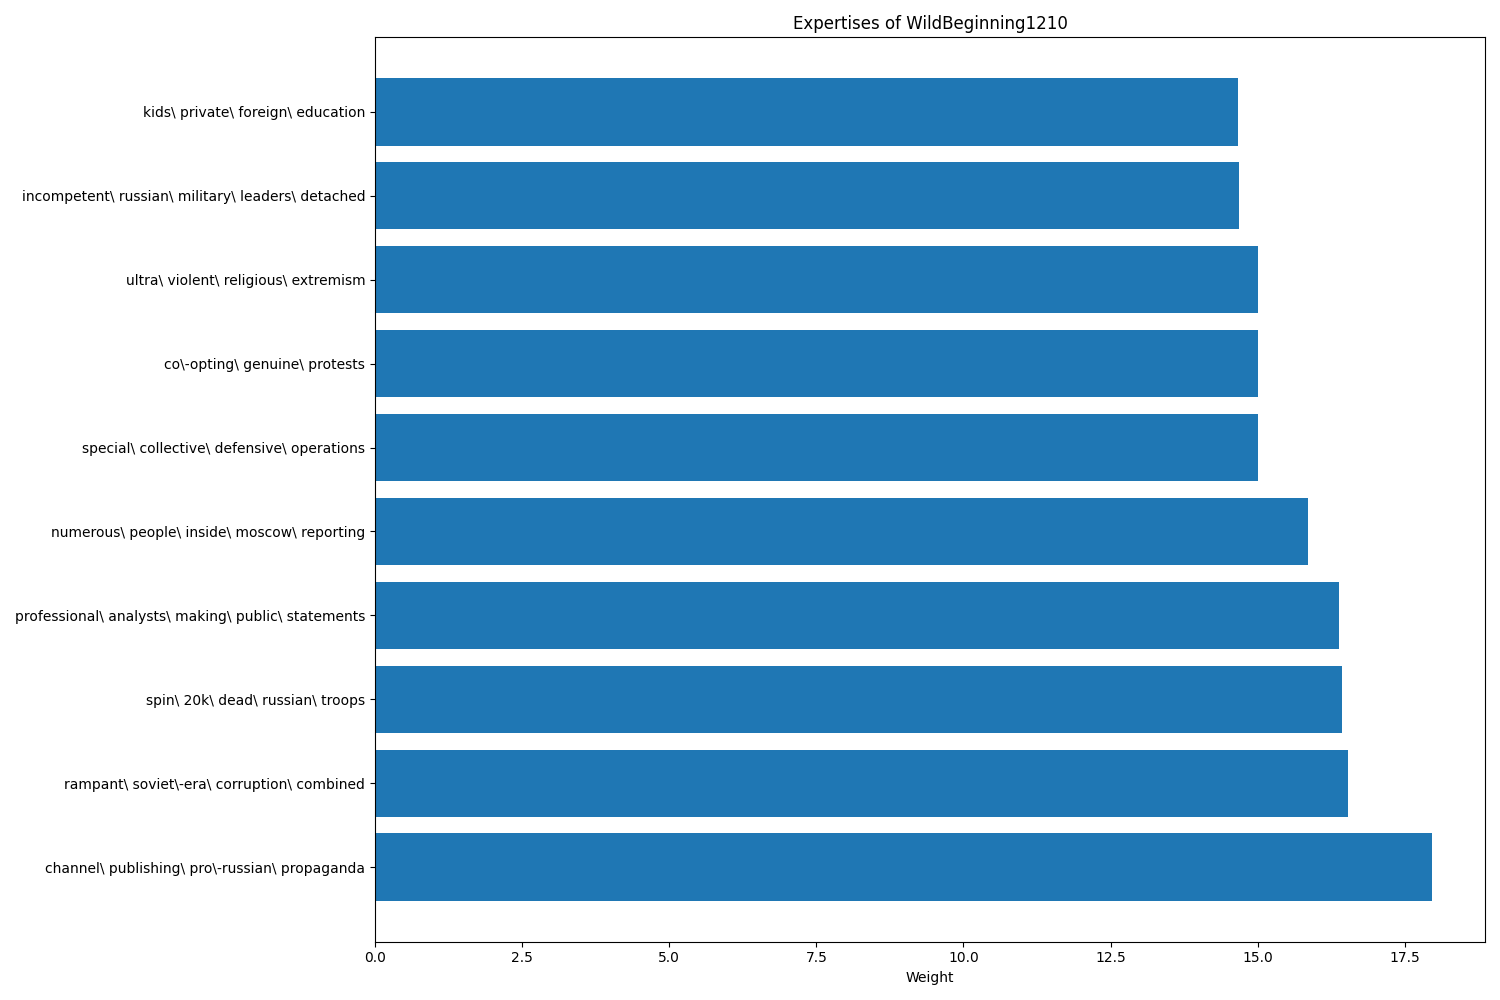 Expertises of WildBeginning1210
kids\ private\ foreign\ education
incompetent\ russian\ military\ leaders\ detached
ultra\ violent\ religious\ extremism
co\-opting\ genuine\ protests
special\ collective\ defensive\ operations
numerous\ people\ inside\ moscow\ reporting
professional\ analysts\ making\ public\ statements
spin\ 20k\ dead\ russian\ troops
rampant\ soviet\-era\ corruption\ combined
channel\ publishing\ pro\-russian\ propaganda
0.0 2.5 5.0 7.5 10.0 12.5 15.0 17.5
Weight